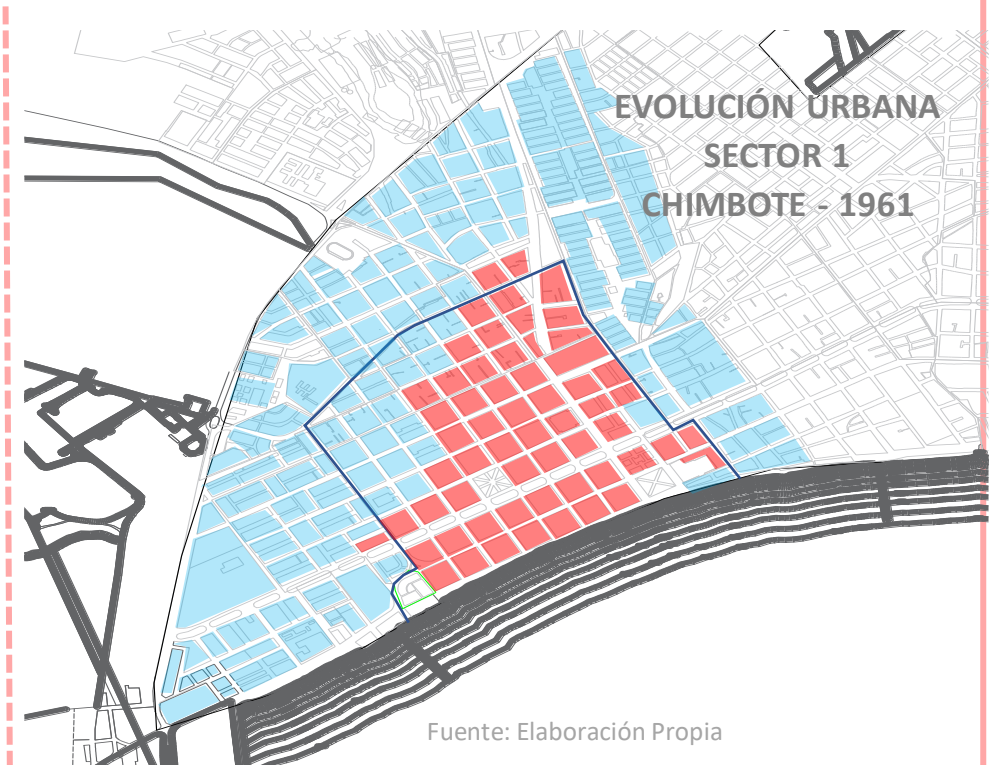 EVOLUCIÓN URBANA
SECTOR 1
CHIMBOTE - 1961
Fuente: Elaboración Propia